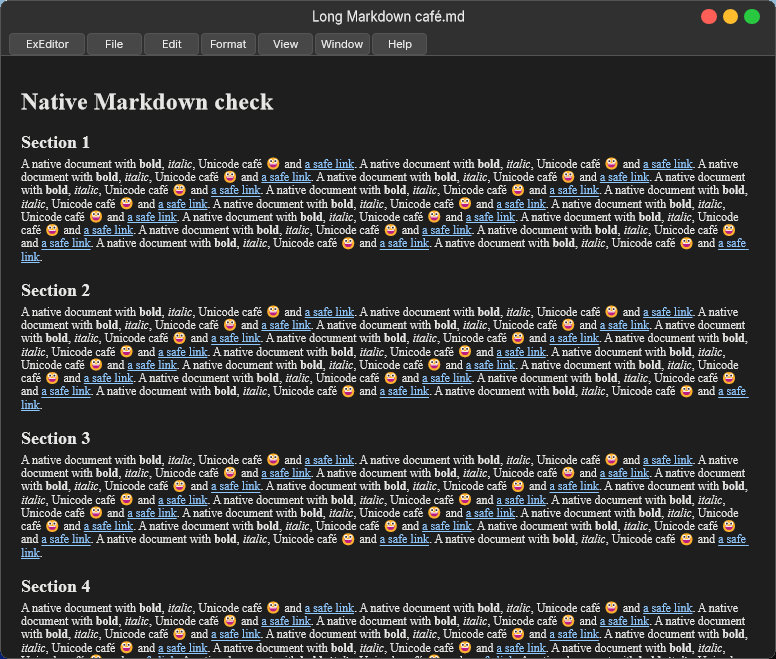 Long Markdown café.md
ExEditor File Edit Format View Window Help
Native Markdown check
Section 1
A native document with bold, italic, Unicode café 😀 and a safe link. A native document with bold, italic, Unicode café 😀 and a safe link. A native
document with bold, italic, Unicode café 😀 and a safe link. A native document with bold, italic, Unicode café 😀 and a safe link. A native document
with bold, italic, Unicode café 😀 and a safe link. A native document with bold, italic, Unicode café 😀 and a safe link. A native document with bold,
italic, Unicode café 😀 and a safe link. A native document with bold, italic, Unicode café 😀 and a safe link. A native document with bold, italic,
Unicode café 😀 and a safe link. A native document with bold, italic, Unicode café 😀 and a safe link. A native document with bold, italic, Unicode
café 😀 and a safe link. A native document with bold, italic, Unicode café 😀 and a safe link. A native document with bold, italic, Unicode café 😀
and a safe link. A native document with bold, italic, Unicode café 😀 and a safe link. A native document with bold, italic, Unicode café 😀 and a safe
link.
Section 2
A native document with bold, italic, Unicode café 😀 and a safe link. A native document with bold, italic, Unicode café 😀 and a safe link. A native
document with bold, italic, Unicode café 😀 and a safe link. A native document with bold, italic, Unicode café 😀 and a safe link. A native document
with bold, italic, Unicode café 😀 and a safe link. A native document with bold, italic, Unicode café 😀 and a safe link. A native document with bold,
italic, Unicode café 😀 and a safe link. A native document with bold, italic, Unicode café 😀 and a safe link. A native document with bold, italic,
Unicode café 😀 and a safe link. A native document with bold, italic, Unicode café 😀 and a safe link. A native document with bold, italic, Unicode
café 😀 and a safe link. A native document with bold, italic, Unicode café 😀 and a safe link. A native document with bold, italic, Unicode café 😀
and a safe link. A native document with bold, italic, Unicode café 😀 and a safe link. A native document with bold, italic, Unicode café 😀 and a safe
link.
Section 3
A native document with bold, italic, Unicode café 😀 and a safe link. A native document with bold, italic, Unicode café 😀 and a safe link. A native
document with bold, italic, Unicode café 😀 and a safe link. A native document with bold, italic, Unicode café 😀 and a safe link. A native document
with bold, italic, Unicode café 😀 and a safe link. A native document with bold, italic, Unicode café 😀 and a safe link. A native document with bold,
italic, Unicode café 😀 and a safe link. A native document with bold, italic, Unicode café 😀 and a safe link. A native document with bold, italic,
Unicode café 😀 and a safe link. A native document with bold, italic, Unicode café 😀 and a safe link. A native document with bold, italic, Unicode
café 😀 and a safe link. A native document with bold, italic, Unicode café 😀 and a safe link. A native document with bold, italic, Unicode café 😀
and a safe link. A native document with bold, italic, Unicode café 😀 and a safe link. A native document with bold, italic, Unicode café 😀 and a safe
link.
Section 4
A native document with bold, italic, Unicode café 😀 and a safe link. A native document with bold, italic, Unicode café 😀 and a safe link. A native
document with bold, italic, Unicode café 😀 and a safe link. A native document with bold, italic, Unicode café 😀 and a safe link. A native document
with bold, italic, Unicode café 😀 and a safe link. A native document with bold, italic, Unicode café 😀 and a safe link. A native document with bold,